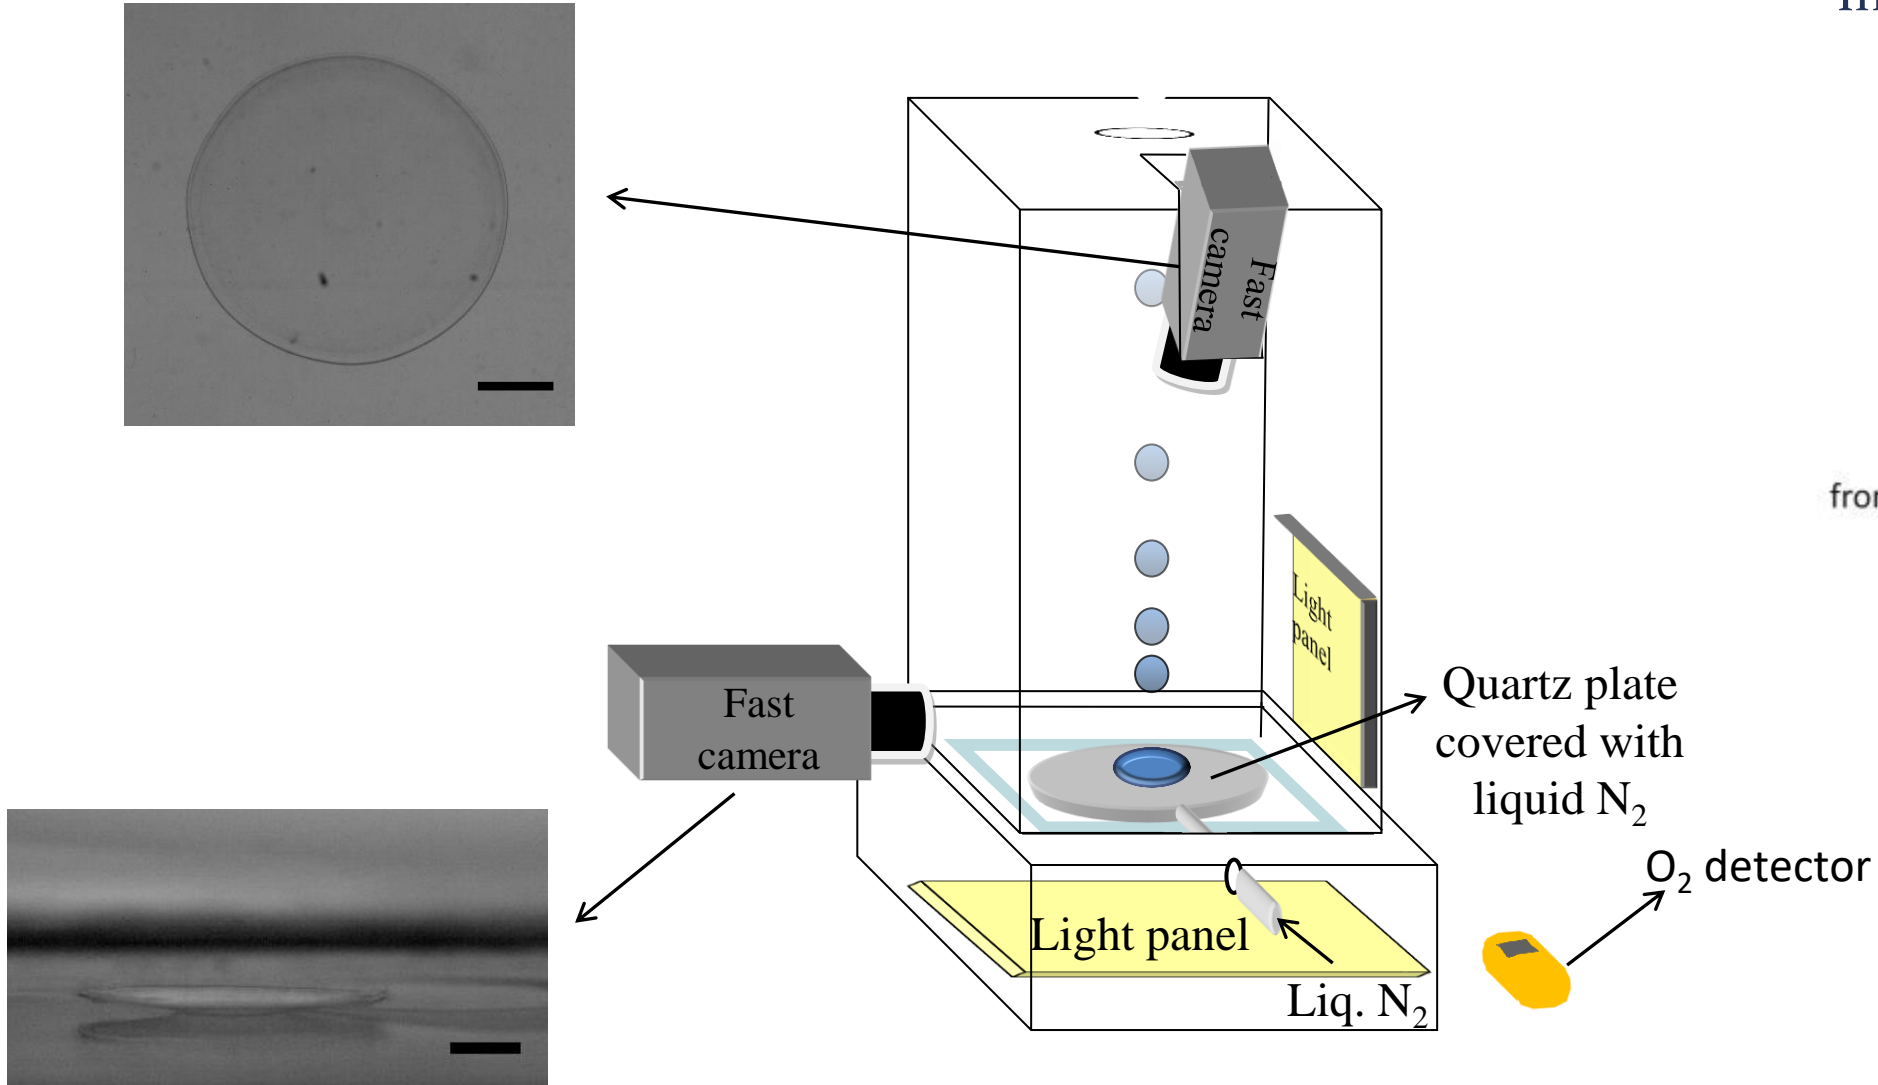 Fast
camera
Light
panel
Fast
camera
Quartz plate
covered with
liquid N₂
O₂ detector
Light panel
Liq. N₂